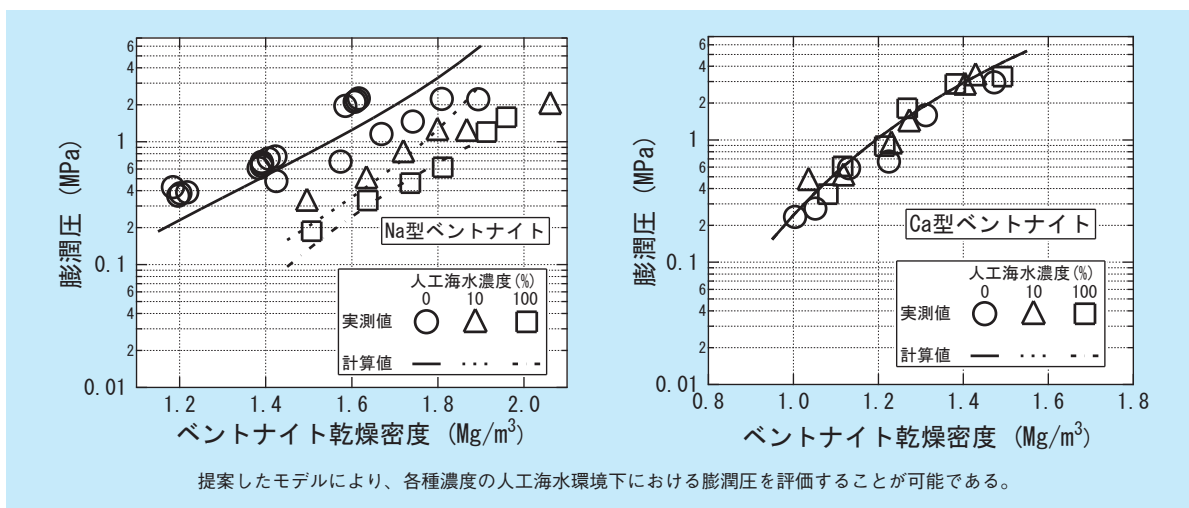 6
4
2
1
6
4
2
0.1
6
4
2
0.01
膨潤圧 (MPa)
1.2 1.4 1.6 1.8 2.0
ベントナイト乾燥密度 (Mg/m³)
Na型ベントナイト
人工海水濃度(%)
0 10 100
実測値
計算値
6
4
2
1
6
4
2
0.1
6
4
2
0.01
膨潤圧 (MPa)
0.8 1.0 1.2 1.4 1.6 1.8
ベントナイト乾燥密度 (Mg/m³)
Ca型ベントナイト
人工海水濃度(%)
0 10 100
実測値
計算値
提案したモデルにより、各種濃度の人工海水環境下における膨潤圧を評価することが可能である。